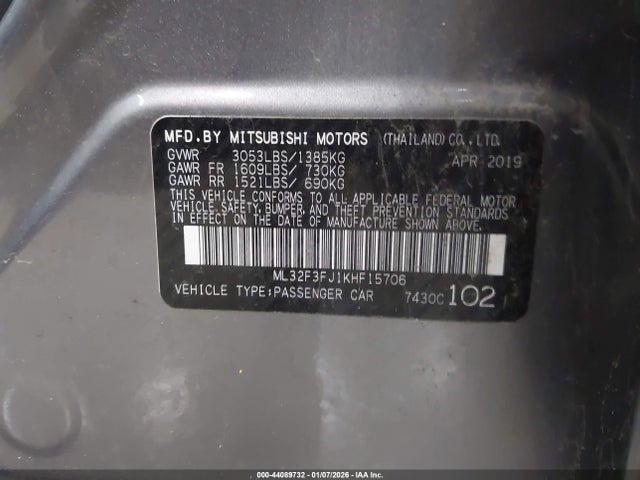 MFD.BY MITSUBISHI MOTORS (THAILAND) CO., LTD.
GVWR 3053LBS/1385KG APR 2019
GAWR FR 1609LBS/ 730KG
GAWR RR 1521LBS/ 690KG
THIS VEHICLE CONFORMS TO ALL APPLICABLE FEDERAL MOTOR
VEHICLE SAFETY, BUMPER, AND THEFT PREVENTION STANDARDS
IN EFFECT ON THE DATE OF MANUFACTURE SHOWN ABOVE.
ML32F3FJ1KHF15706
VEHICLE TYPE:PASSENGER CAR 7430C 102
000-44089732 - 01/07/2026 - IAA Inc.